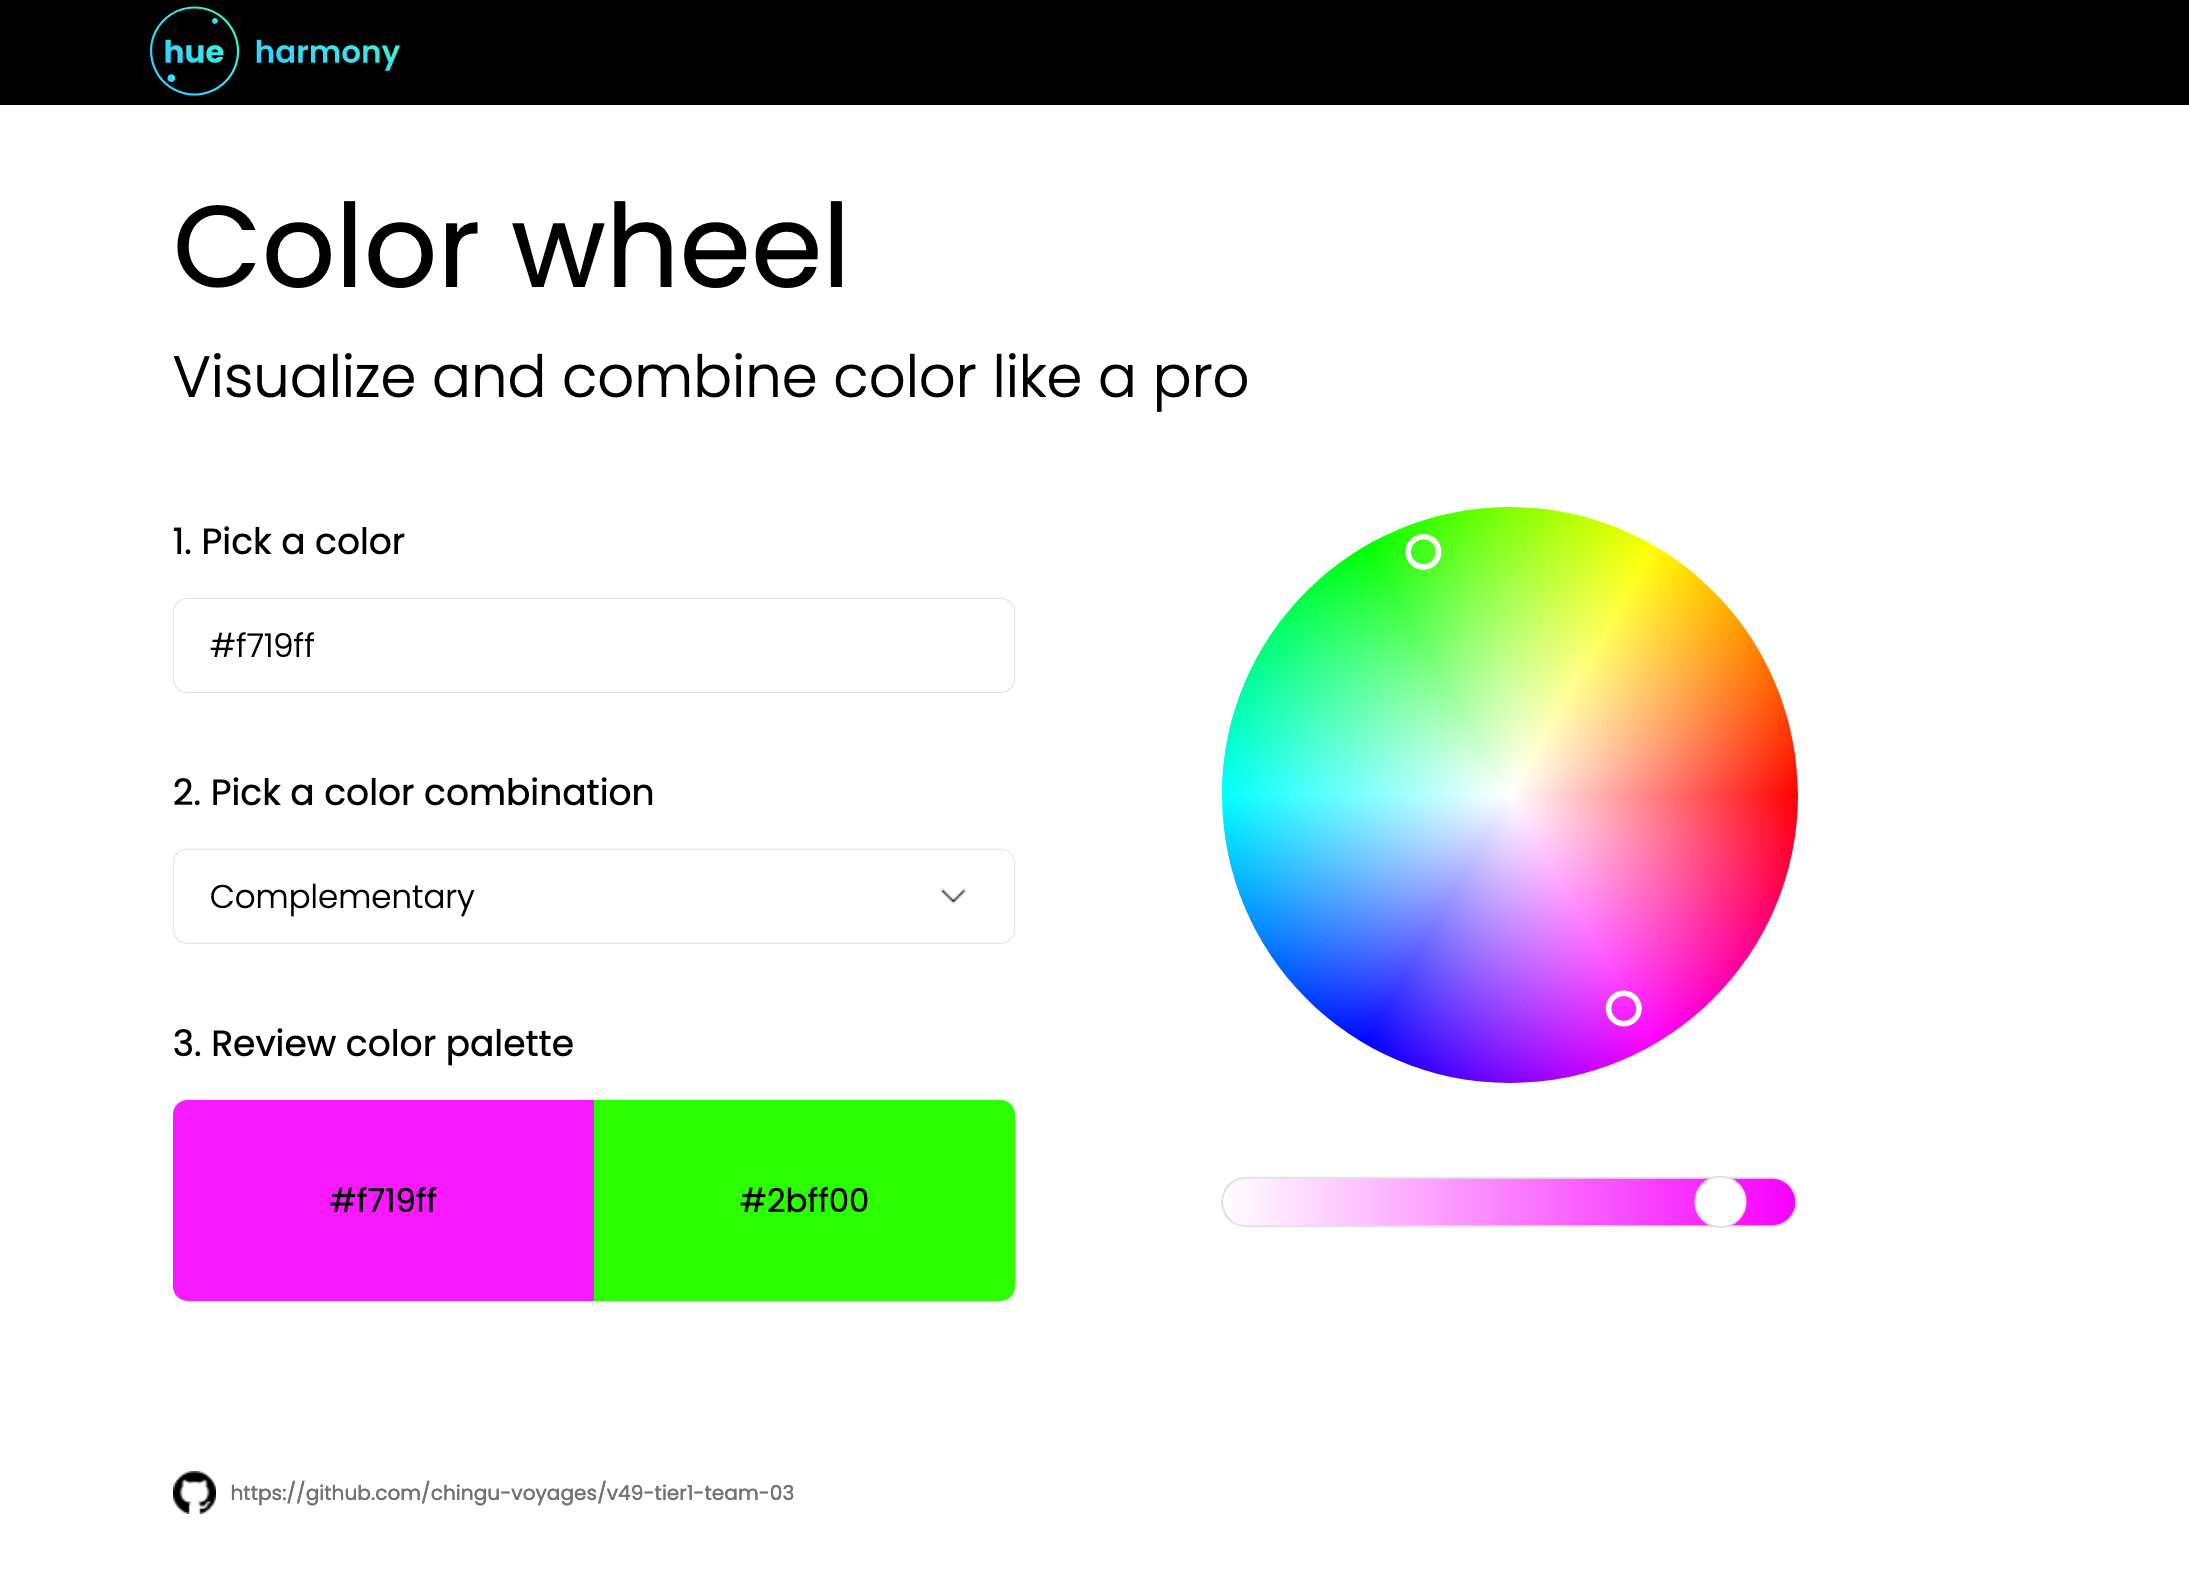 hue harmony
Color wheel
Visualize and combine color like a pro
1. Pick a color
#f719ff
2. Pick a color combination
Complementary
3. Review color palette
#f719ff #2bff00
https://github.com/chingu-voyages/v49-tier1-team-03